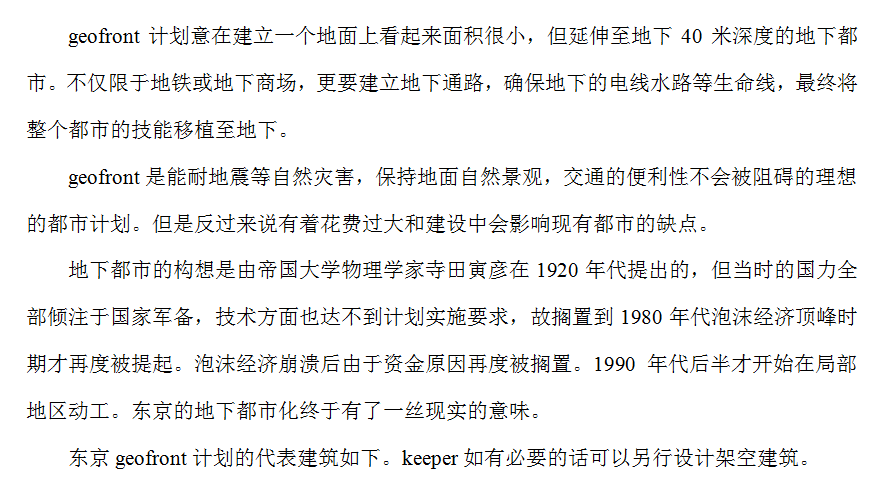 geofront 计划意在建立一个地面上看起来面积很小，但延伸至地下 40 米深度的地下都
市。不仅限于地铁或地下商场，更要建立地下通路，确保地下的电线水路等生命线，最终将
整个都市的技能移植至地下。
geofront 是能耐地震等自然灾害，保持地面自然景观，交通的便利性不会被阻碍的理想
的都市计划。但是反过来说有着花费过大和建设中会影响现有都市的缺点。
地下都市的构想是由帝国大学物理学家寺田寅彦在 1920 年代提出的，但当时的国力全
部倾注于国家军备，技术方面也达不到计划实施要求，故搁置到 1980 年代泡沫经济顶峰时
期才再度被提起。泡沫经济崩溃后由于资金原因再度被搁置。1990 年代后半才开始在局部
地区动工。东京的地下都市化终于有了一丝现实的意味。
东京 geofront 计划的代表建筑如下。keeper 如有必要的话可以另行设计架空建筑。